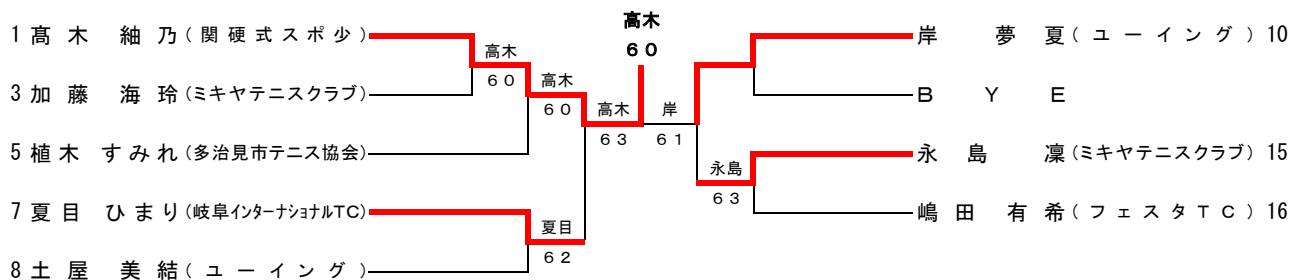 高木
６０
1 髙 木　紬 乃 ( 関 硬 式 ス ポ 少 )
高木
６０
3 加 藤　海 玲 (ミキヤテニスクラブ)
高木
６０
5 植 木　す み れ (多治見市テニス協会)
高木
６３
7 夏 目　ひ ま り (岐阜インターナショナルTC)
夏目
６２
8 土 屋　美 結 ( ユ ー イ ン グ )
岸　夢 夏 ( ユ ー イ ン グ ) 10
Ｂ　Ｙ　Ｅ
岸
６１
永 島　凜 (ミキヤテニスクラブ) 15
永島
６３
嶋 田　有 希 ( フ ェ ス タ Ｔ Ｃ ) 16